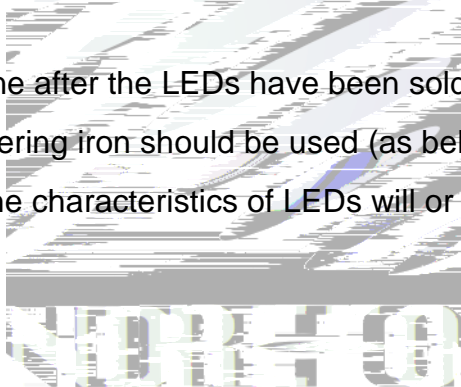 ne after the LEDs have been sold
ering iron should be used (as bel
ne characteristics of LEDs will or